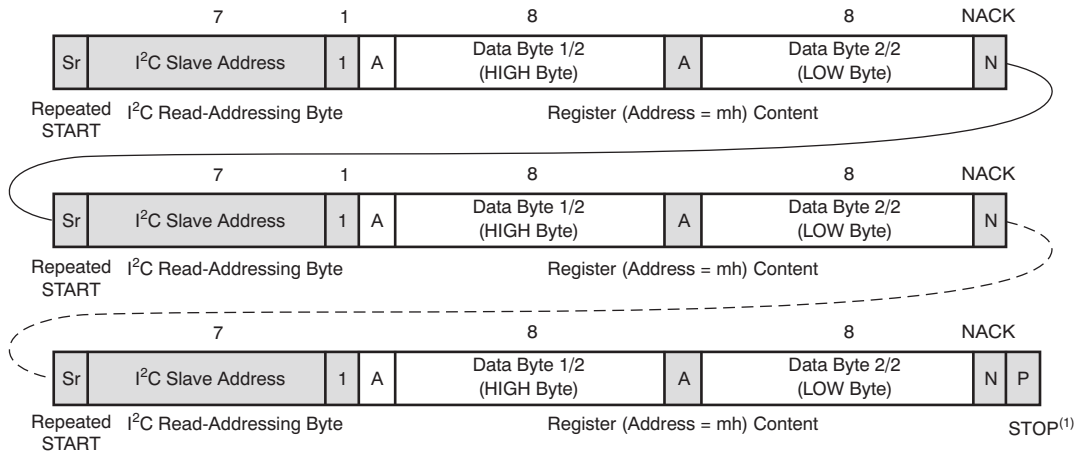 7 1 8 8 NACK
Sr I²C Slave Address 1 A Data Byte 1/2 A Data Byte 2/2 N
(HIGH Byte) (LOW Byte)
Repeated I²C Read-Addressing Byte Register (Address = mh) Content
START
7 1 8 8 NACK
Sr I²C Slave Address 1 A Data Byte 1/2 A Data Byte 2/2 N
(HIGH Byte) (LOW Byte)
Repeated I²C Read-Addressing Byte Register (Address = mh) Content
START
7 1 8 8 NACK
Sr I²C Slave Address 1 A Data Byte 1/2 A Data Byte 2/2 N P
(HIGH Byte) (LOW Byte)
Repeated I²C Read-Addressing Byte Register (Address = mh) Content STOP⁽¹⁾
START